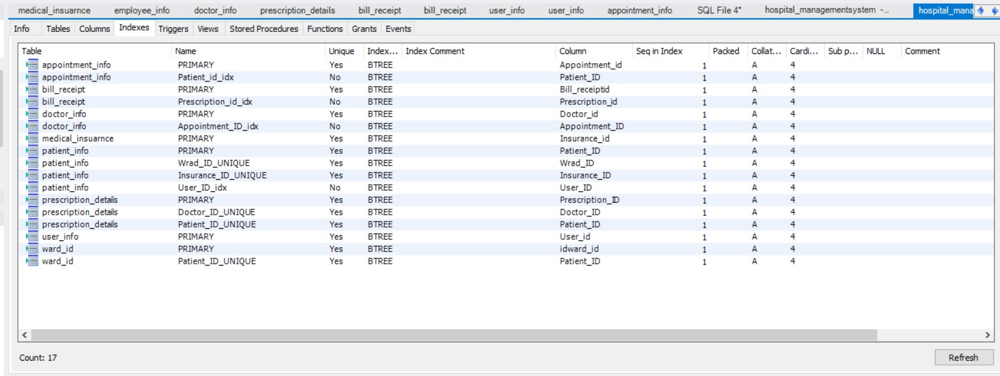 medical_insuarnce employee_info doctor_info prescription_details bill_receipt bill_receipt user_info user_info appointment_info SQL File 4* hospital_managementsystem -... hospital_mana
Info Tables Columns Indexes Triggers Views Stored Procedures Functions Grants Events
Table Name Unique Index... Index Comment Column Seq in Index Packed Collat... Cardi... Sub p... NULL Comment
appointment_info PRIMARY Yes BTREE Appointment_id 1 A 4
appointment_info Patient_id_idx No BTREE Patient_ID 1 A 4
bill_receipt PRIMARY Yes BTREE Bill_receiptid 1 A 4
bill_receipt Prescription_id_idx No BTREE Prescription_id 1 A 4
doctor_info PRIMARY Yes BTREE Doctor_id 1 A 4
doctor_info Appointment_ID_idx No BTREE Appointment_ID 1 A 4
medical_insuarnce PRIMARY Yes BTREE Insurance_id 1 A 4
patient_info PRIMARY Yes BTREE Patient_ID 1 A 4
patient_info Wrad_ID_UNIQUE Yes BTREE Wrad_ID 1 A 4
patient_info Insurance_ID_UNIQUE Yes BTREE Insurance_ID 1 A 4
patient_info User_ID_idx No BTREE User_ID 1 A 4
prescription_details PRIMARY Yes BTREE Prescription_ID 1 A 4
prescription_details Doctor_ID_UNIQUE Yes BTREE Doctor_ID 1 A 4
prescription_details Patient_ID_UNIQUE Yes BTREE Patient_ID 1 A 4
user_info PRIMARY Yes BTREE User_id 1 A 4
ward_id PRIMARY Yes BTREE idward_id 1 A 4
ward_id Patient_ID_UNIQUE Yes BTREE Patient_ID 1 A 4
Count: 17 Refresh